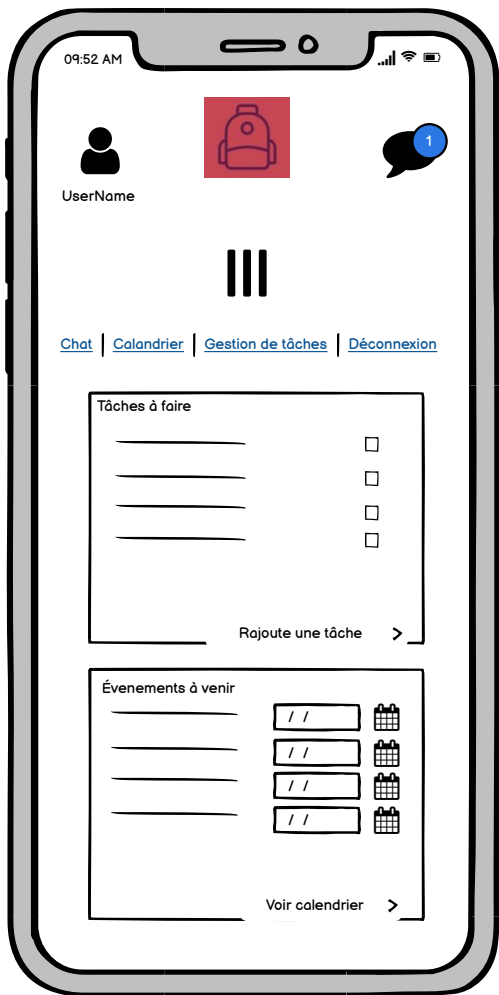 09:52 AM
1
UserName
Chat | Calandrier | Gestion de tâches | Déconnexion
Tâches à faire
Rajoute une tâche >
Évenements à venir
/ /
/ /
/ /
/ /
Voir calendrier >